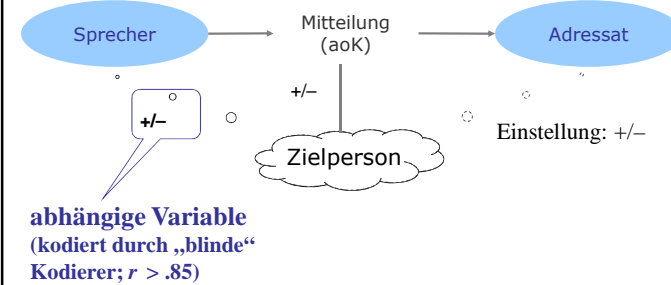 Sprecher
Mitteilung
(aoK)
Adressat
+/–
+/–
Zielperson
Einstellung: +/–
abhängige Variable
(kodiert durch „blinde“
Kodierer; r > .85)